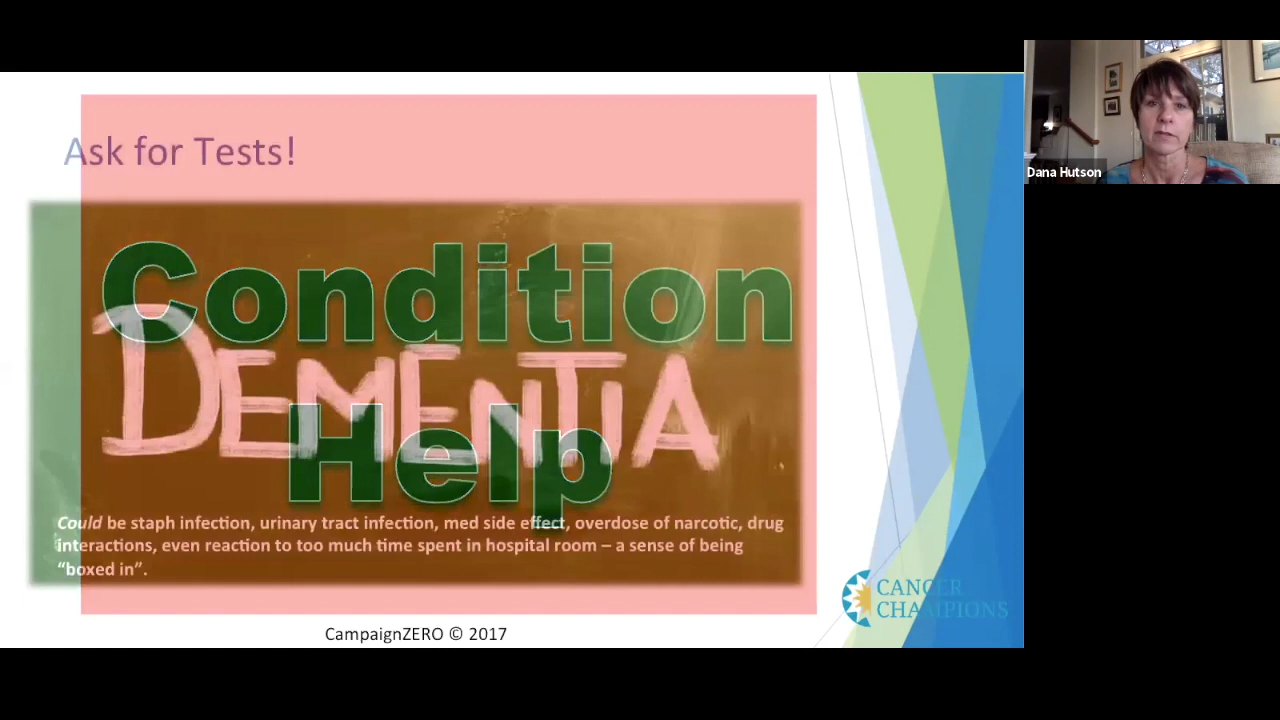 Ask for Tests!
Condition
DEMENTIA
Help
Could be staph infection, urinary tract infection, med side effect, overdose of narcotic, drug
interactions, even reaction to too much time spent in hospital room – a sense of being
“boxed in”.
CANCER
CHAMPIONS
CampaignZERO © 2017
Dana Hutson